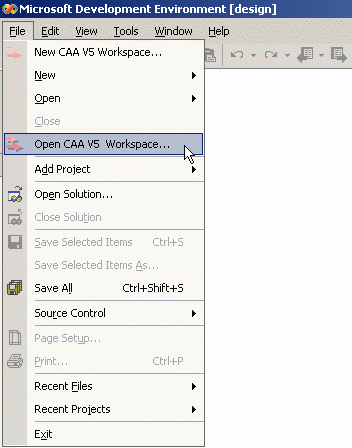 Microsoft Development Environment [design]
File Edit View Tools Window Help
New CAA V5 Workspace...
New
Open
Close
Open CAA V5 Workspace...
Add Project
Open Solution...
Close Solution
Save Selected Items Ctrl+S
Save Selected Items As...
Save All Ctrl+Shift+S
Source Control
Page Setup...
Print... Ctrl+P
Recent Files
Recent Projects
Exit